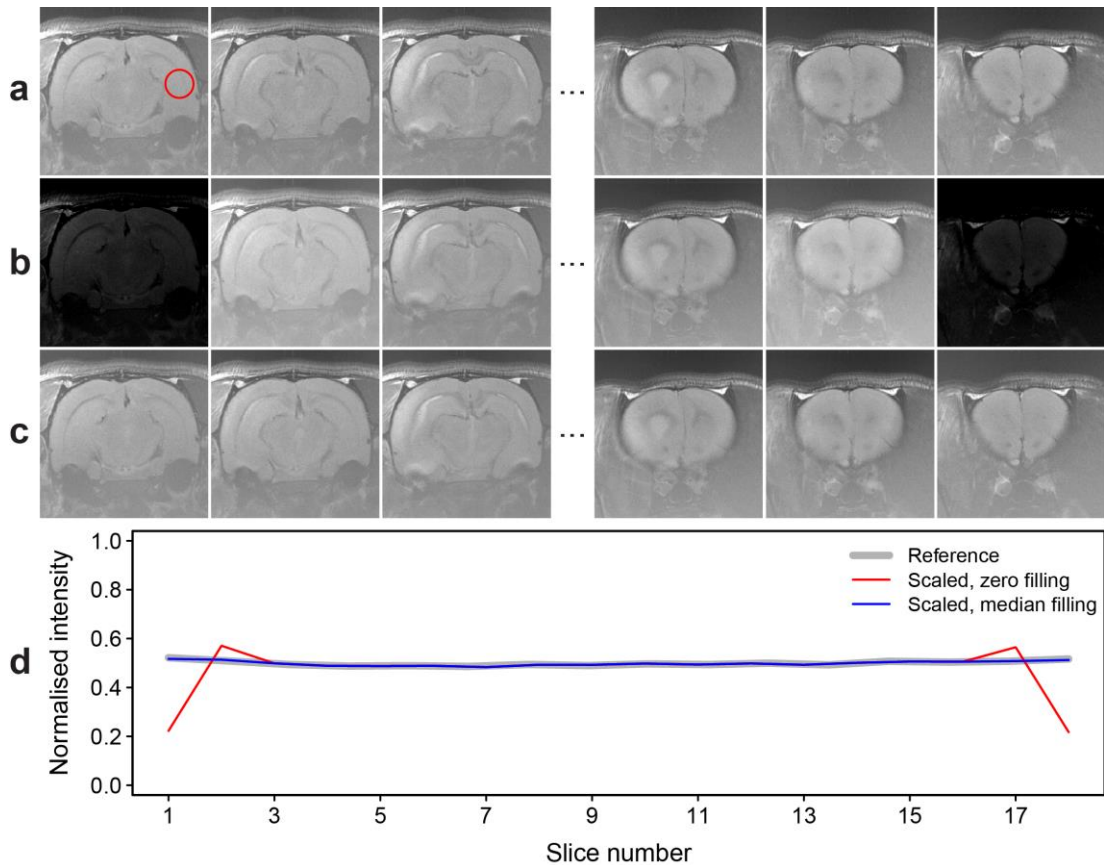 a
...
b
...
c
...
d
Normalised intensity
1.0
0.8
0.6
0.4
0.2
0.0
Reference
Scaled, zero filling
Scaled, median filling
1 3 5 7 9 11 13 15 17
Slice number